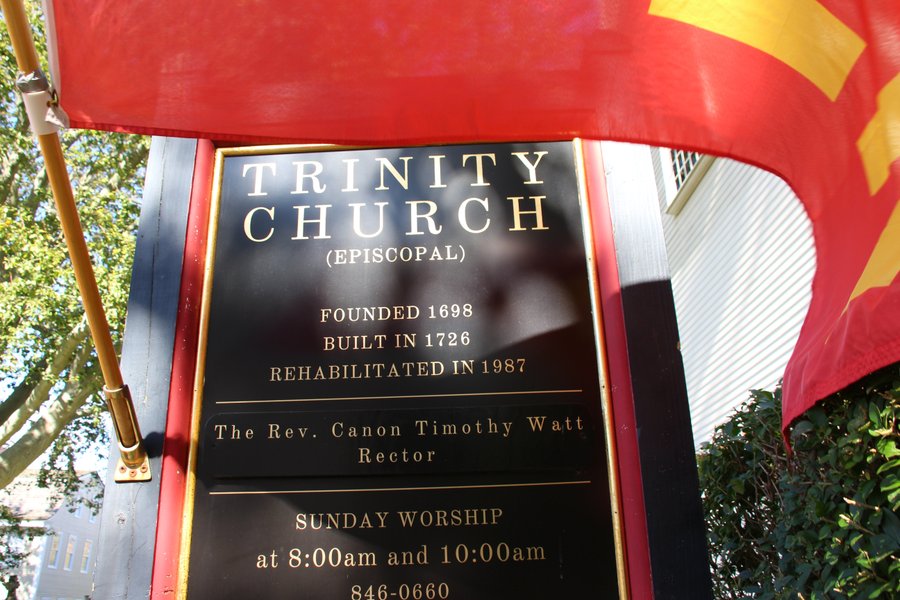 TRINITY
CHURCH
(EPISCOPAL)
FOUNDED 1698
BUILT IN 1726
REHABILITATED IN 1987
The Rev. Canon Timothy Watt
Rector
SUNDAY WORSHIP
at 8:00am and 10:00am
846-0660